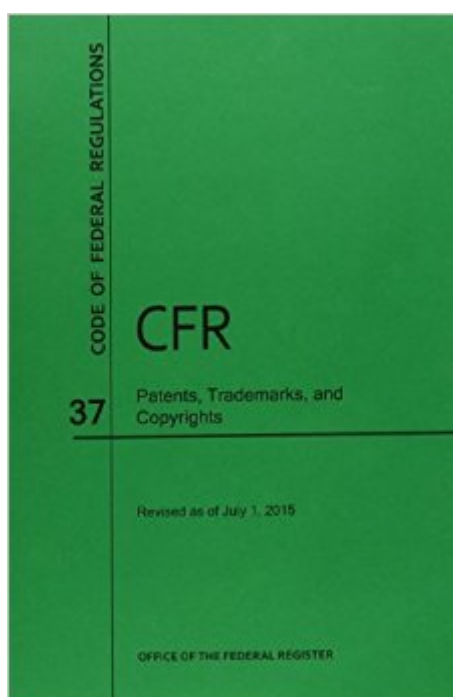 CODE OF FEDERAL REGULATIONS
CFR
37
Patents, Trademarks, and
Copyrights
Revised as of July 1, 2015
OFFICE OF THE FEDERAL REGISTER